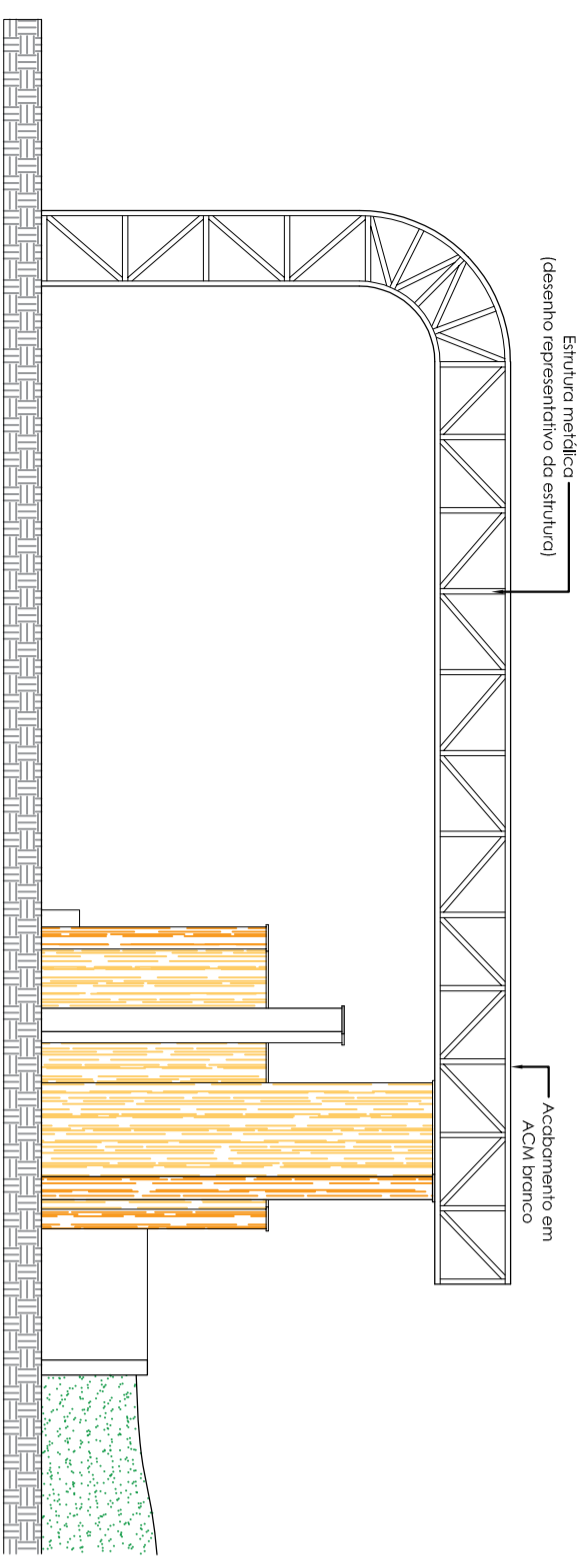 Estrutura metálica
(desenho representativo da estrutura)
Acabamento em
ACM branco